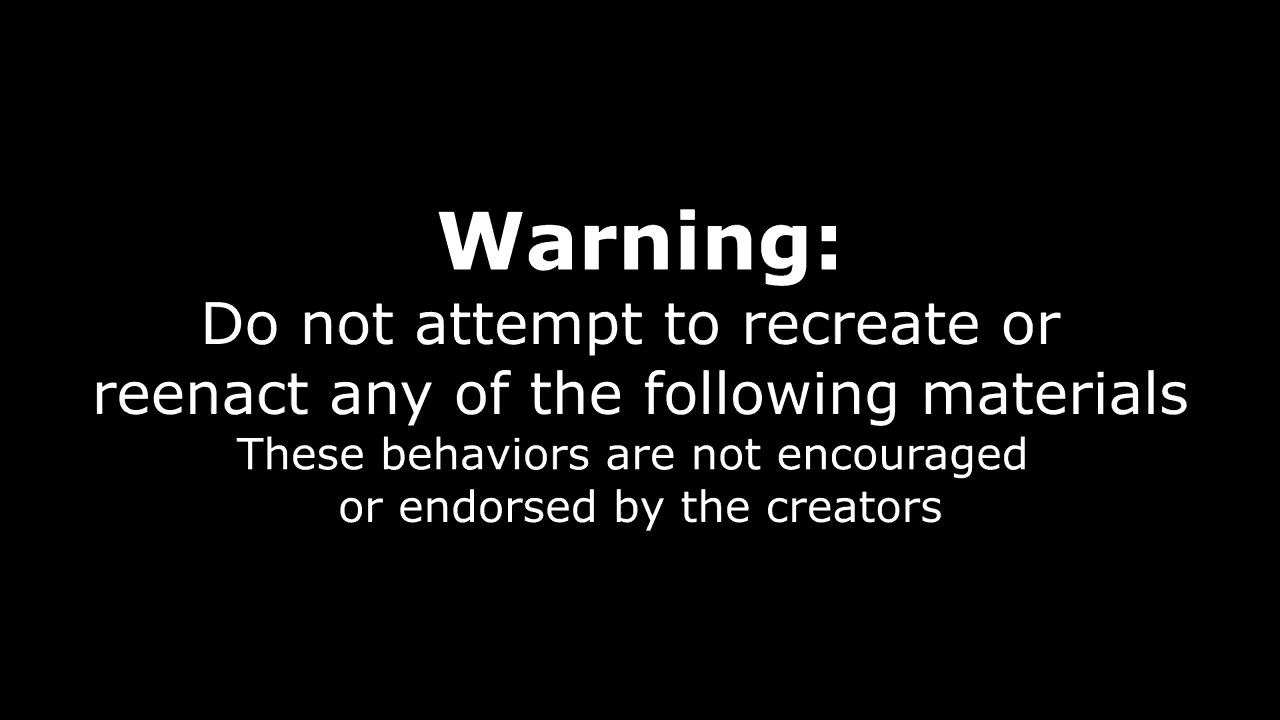 Warning:
Do not attempt to recreate or
reenact any of the following materials
These behaviors are not encouraged
or endorsed by the creators